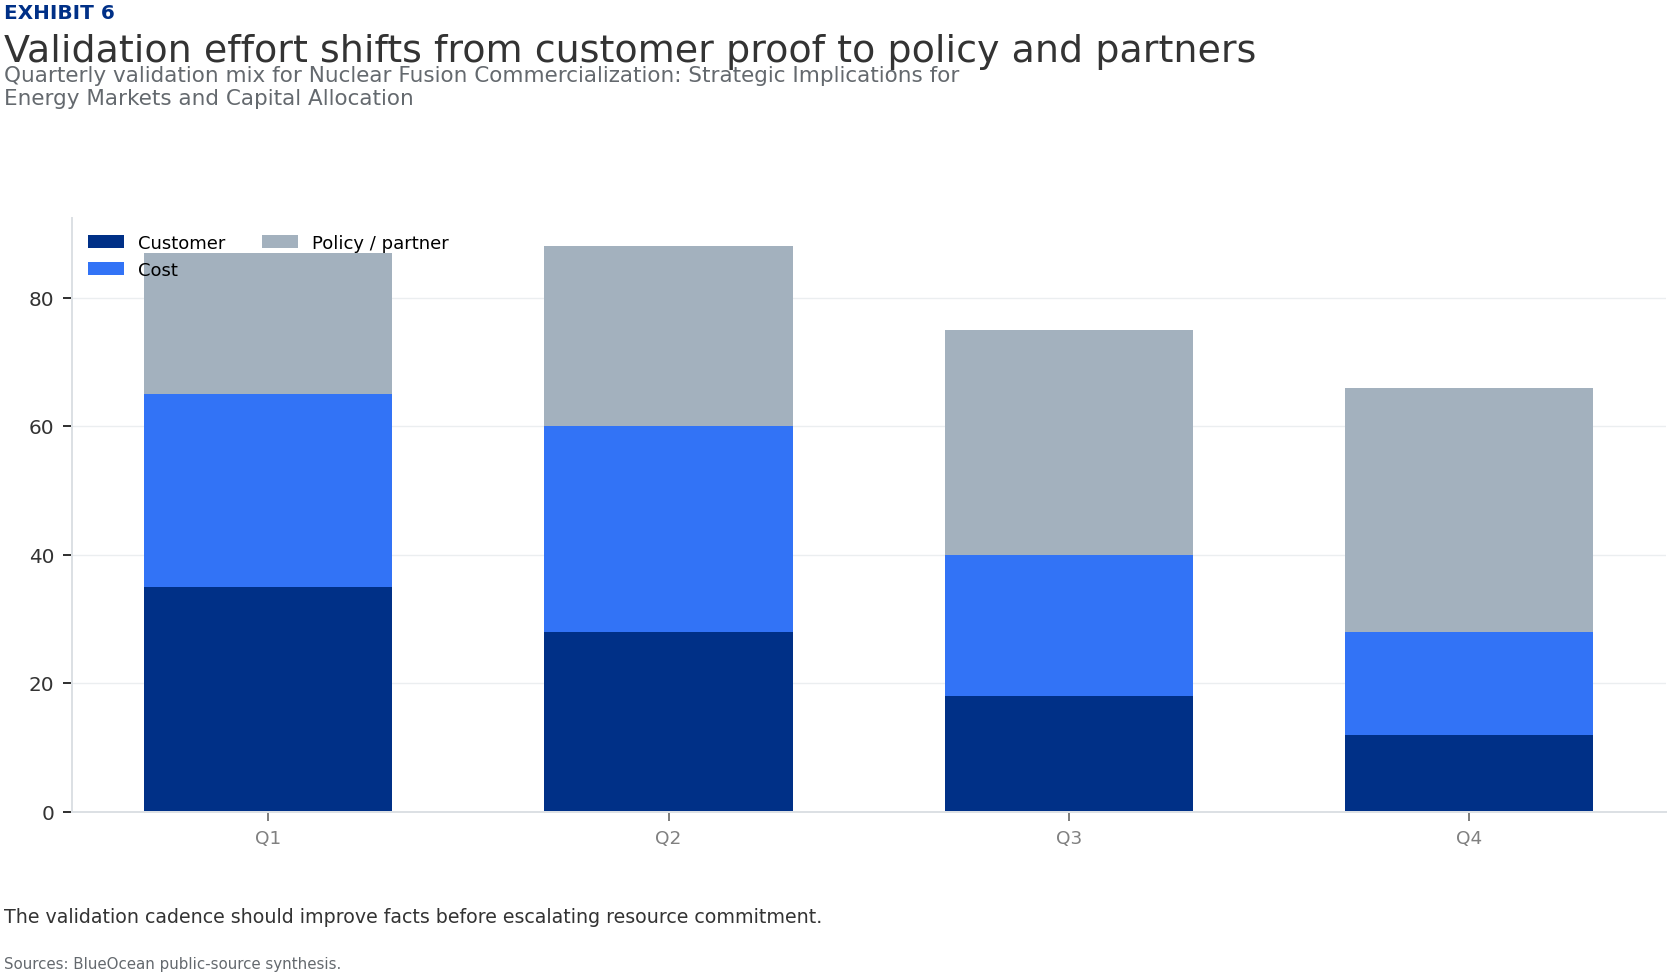 EXHIBIT 6
Validation effort shifts from customer proof to policy and partners
Quarterly validation mix for Nuclear Fusion Commercialization: Strategic Implications for
Energy Markets and Capital Allocation
Customer
Policy / partner
Cost
80
60
40
20
0
Q1
Q2
Q3
Q4
The validation cadence should improve facts before escalating resource commitment.
Sources: BlueOcean public-source synthesis.